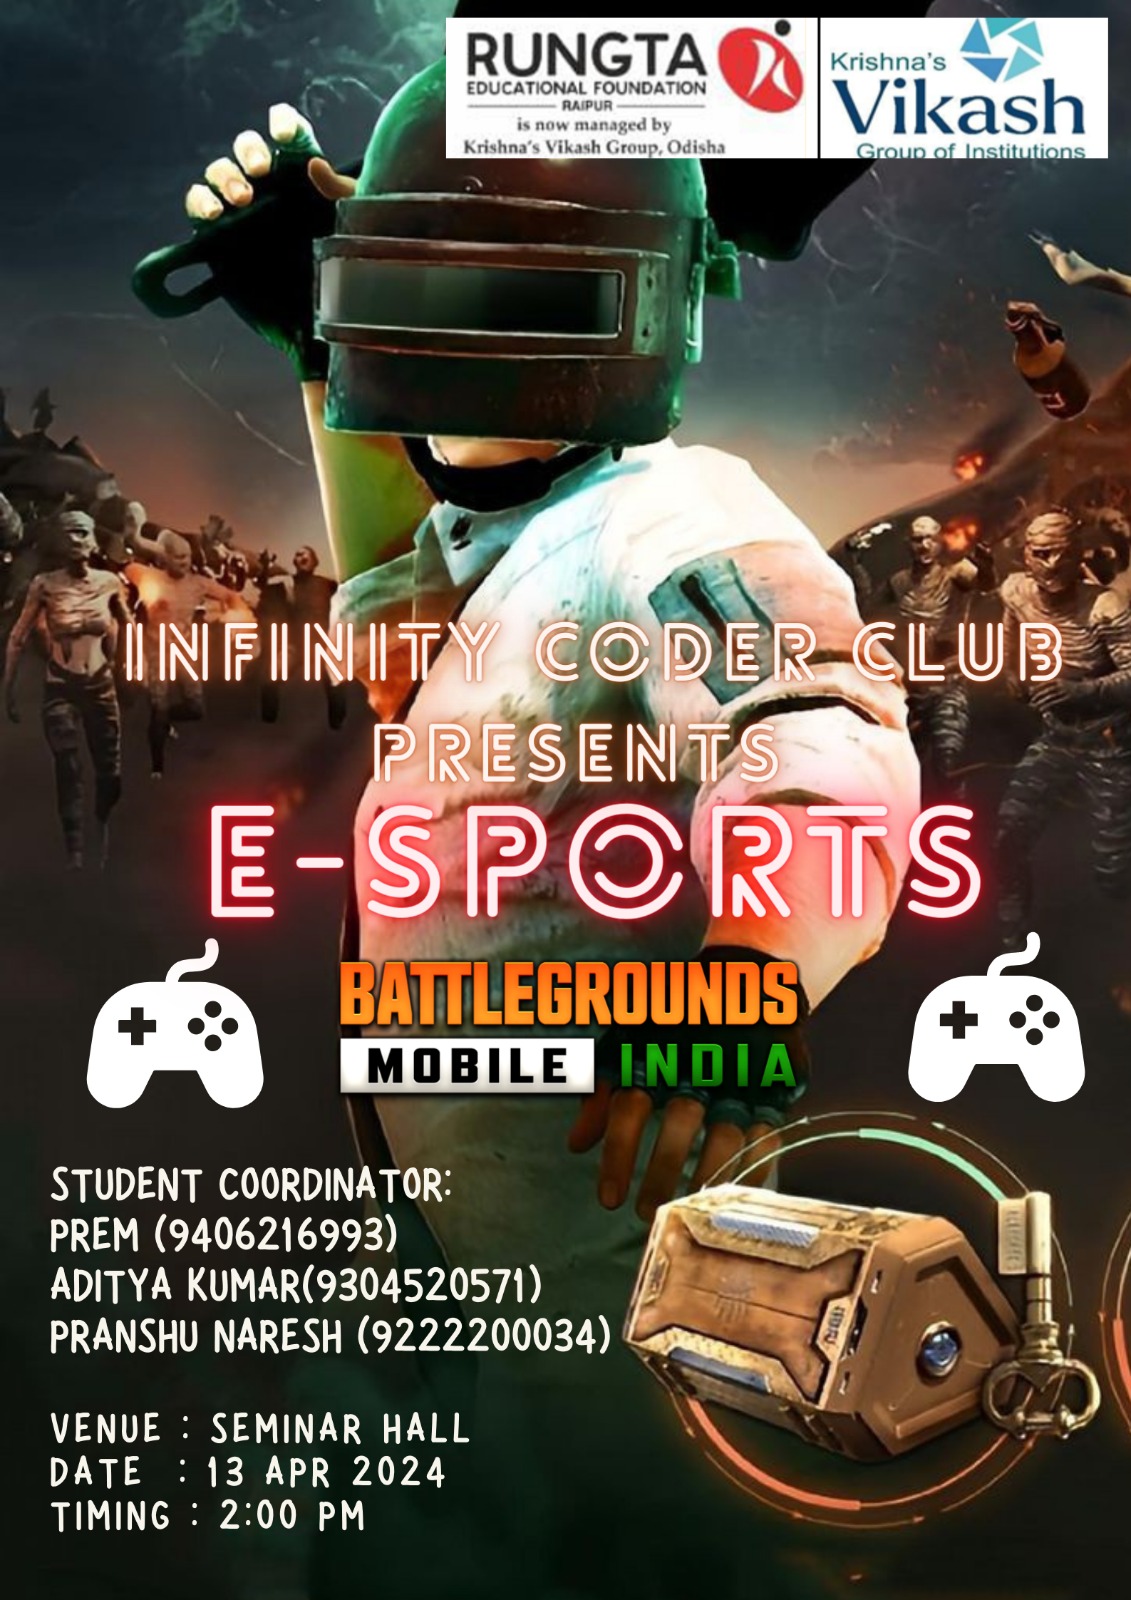 RUNGTA
EDUCATIONAL FOUNDATION
RAIPUR
is now managed by
Krishna's Vikash Group, Odisha
Krishna's
Vikash
Group of Institutions
INFINITY CODER CLUB
PRESENTS
E-SPORTS
BATTLEGROUNDS
MOBILE INDIA
STUDENT COORDINATOR:
PREM (9406216993)
ADITYA KUMAR(9304520571)
PRANSHU NARESH (9222200034)
VENUE : SEMINAR HALL
DATE : 13 APR 2024
TIMING : 2:00 PM